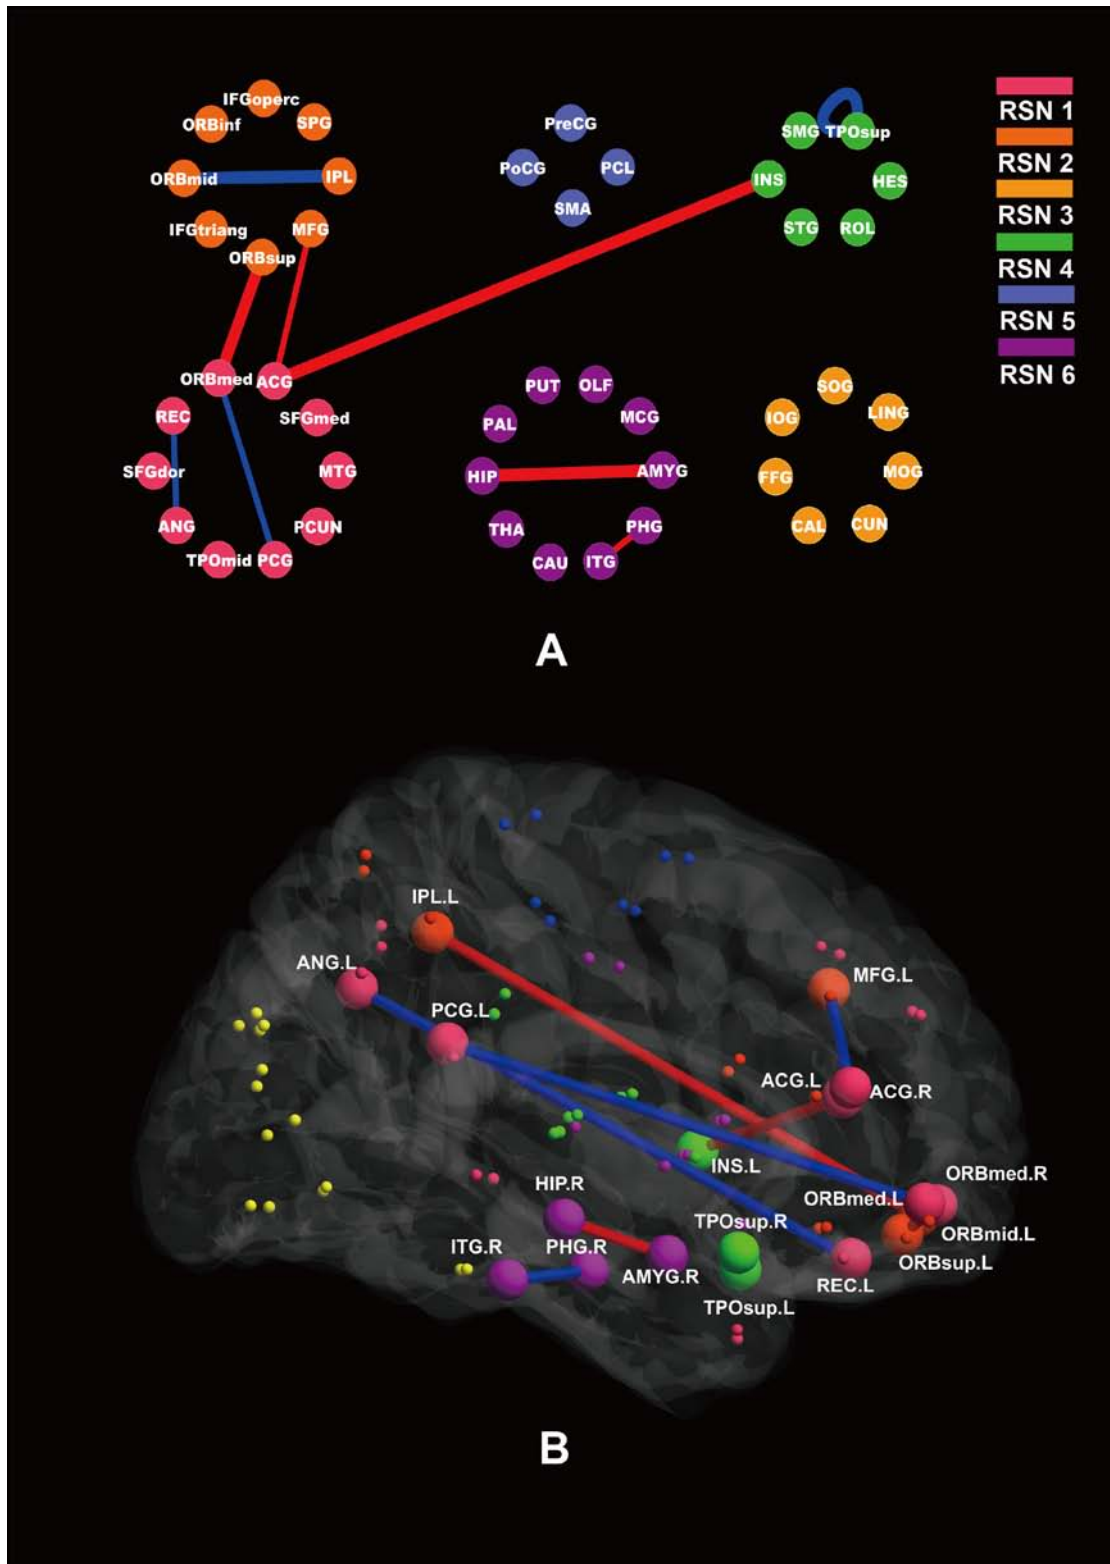 IFGoperc
ORBinf
SPG
ORBmid
IPL
IFGtriang
MFG
ORBsup
PreCG
PoCG
PCL
SMA
SMG
TPOsup
INS
HES
STG
ROL
RSN 1
RSN 2
RSN 3
RSN 4
RSN 5
RSN 6
ORBmed
ACG
REC
SFGmed
SFGdor
MTG
ANG
PCUN
TPOmid
PCG
PUT
OLF
PAL
MCG
HIP
AMYG
THA
PHG
CAU
ITG
SOG
IOG
LING
FFG
MOG
CAL
CUN
A
IPL.L
ANG.L
MFG.L
PCG.L
ACG.L
ACG.R
INS.L
ORBmed.R
HIP.R
ORBmed.L
TPOsup.R
ORBmid.L
ITG.R
PHG.R
ORBsup.L
AMYG.R
REC.L
TPOsup.L
B